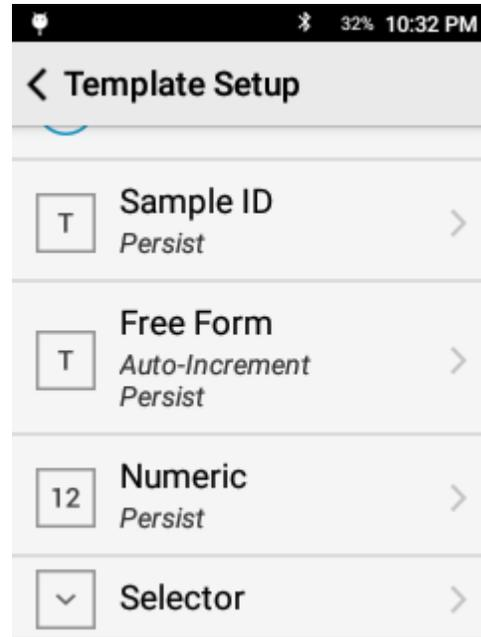 32% 10:32 PM
Template Setup
T
Sample ID
Persist
T
Free Form
Auto-Increment
Persist
12
Numeric
Persist
Selector